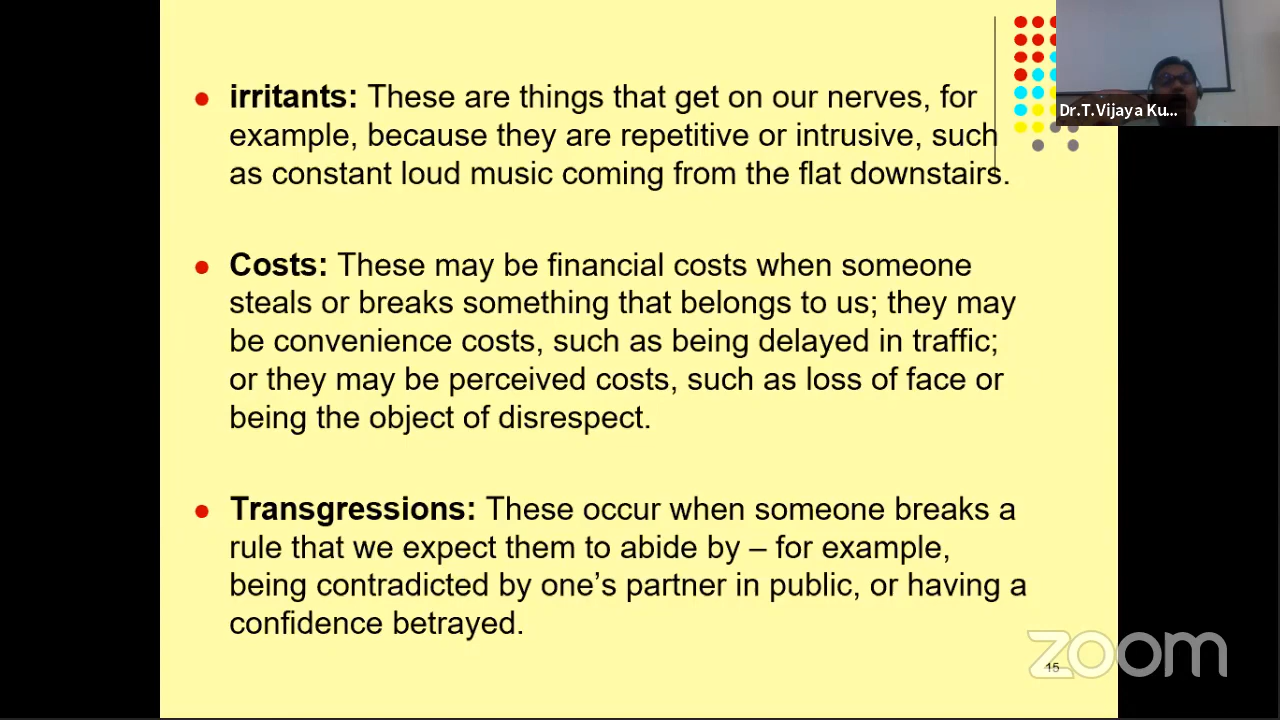 irritants: These are things that get on our nerves, for
example, because they are repetitive or intrusive, such
as constant loud music coming from the flat downstairs.
Dr.T.Vijaya Ku...
Costs: These may be financial costs when someone
steals or breaks something that belongs to us; they may
be convenience costs, such as being delayed in traffic;
or they may be perceived costs, such as loss of face or
being the object of disrespect.
Transgressions: These occur when someone breaks a
rule that we expect them to abide by – for example,
being contradicted by one’s partner in public, or having a
confidence betrayed.
zoom
15